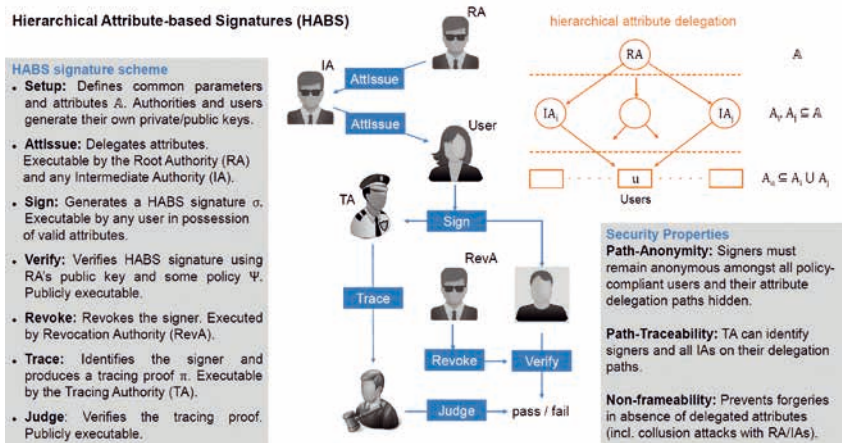 Hierarchical Attribute-based Signatures (HABS)
HABS signature scheme
• Setup: Defines common parameters
and attributes 𝔸. Authorities and users
generate their own private/public keys.
• AttIssue: Delegates attributes.
Executable by the Root Authority (RA)
and any Intermediate Authority (IA).
• Sign: Generates a HABS signature σ.
Executable by any user in possession
of valid attributes.
• Verify: Verifies HABS signature using
RA's public key and some policy Ψ.
Publicly executable.
• Revoke: Revokes the signer. Executed
by Revocation Authority (RevA).
• Trace: Identifies the signer and
produces a tracing proof π. Executable
by the Tracing Authority (TA).
• Judge: Verifies the tracing proof.
Publicly executable.
RA
IA
AttIssue
AttIssue
User
TA
Sign
RevA
Trace
Revoke
Verify
Judge
pass / fail
hierarchical attribute delegation
RA
𝔸
IAᵢ
IAⱼ
Aᵢ, Aⱼ ⊆ 𝔸
u
Aᵤ ⊆ Aᵢ ∪ Aⱼ
Users
Security Properties
Path-Anonymity: Signers must
remain anonymous amongst all policy-
compliant users and their attribute
delegation paths hidden.
Path-Traceability: TA can identify
signers and all IAs on their delegation
paths.
Non-frameability: Prevents forgeries
in absence of delegated attributes
(incl. collusion attacks with RA/IAs).